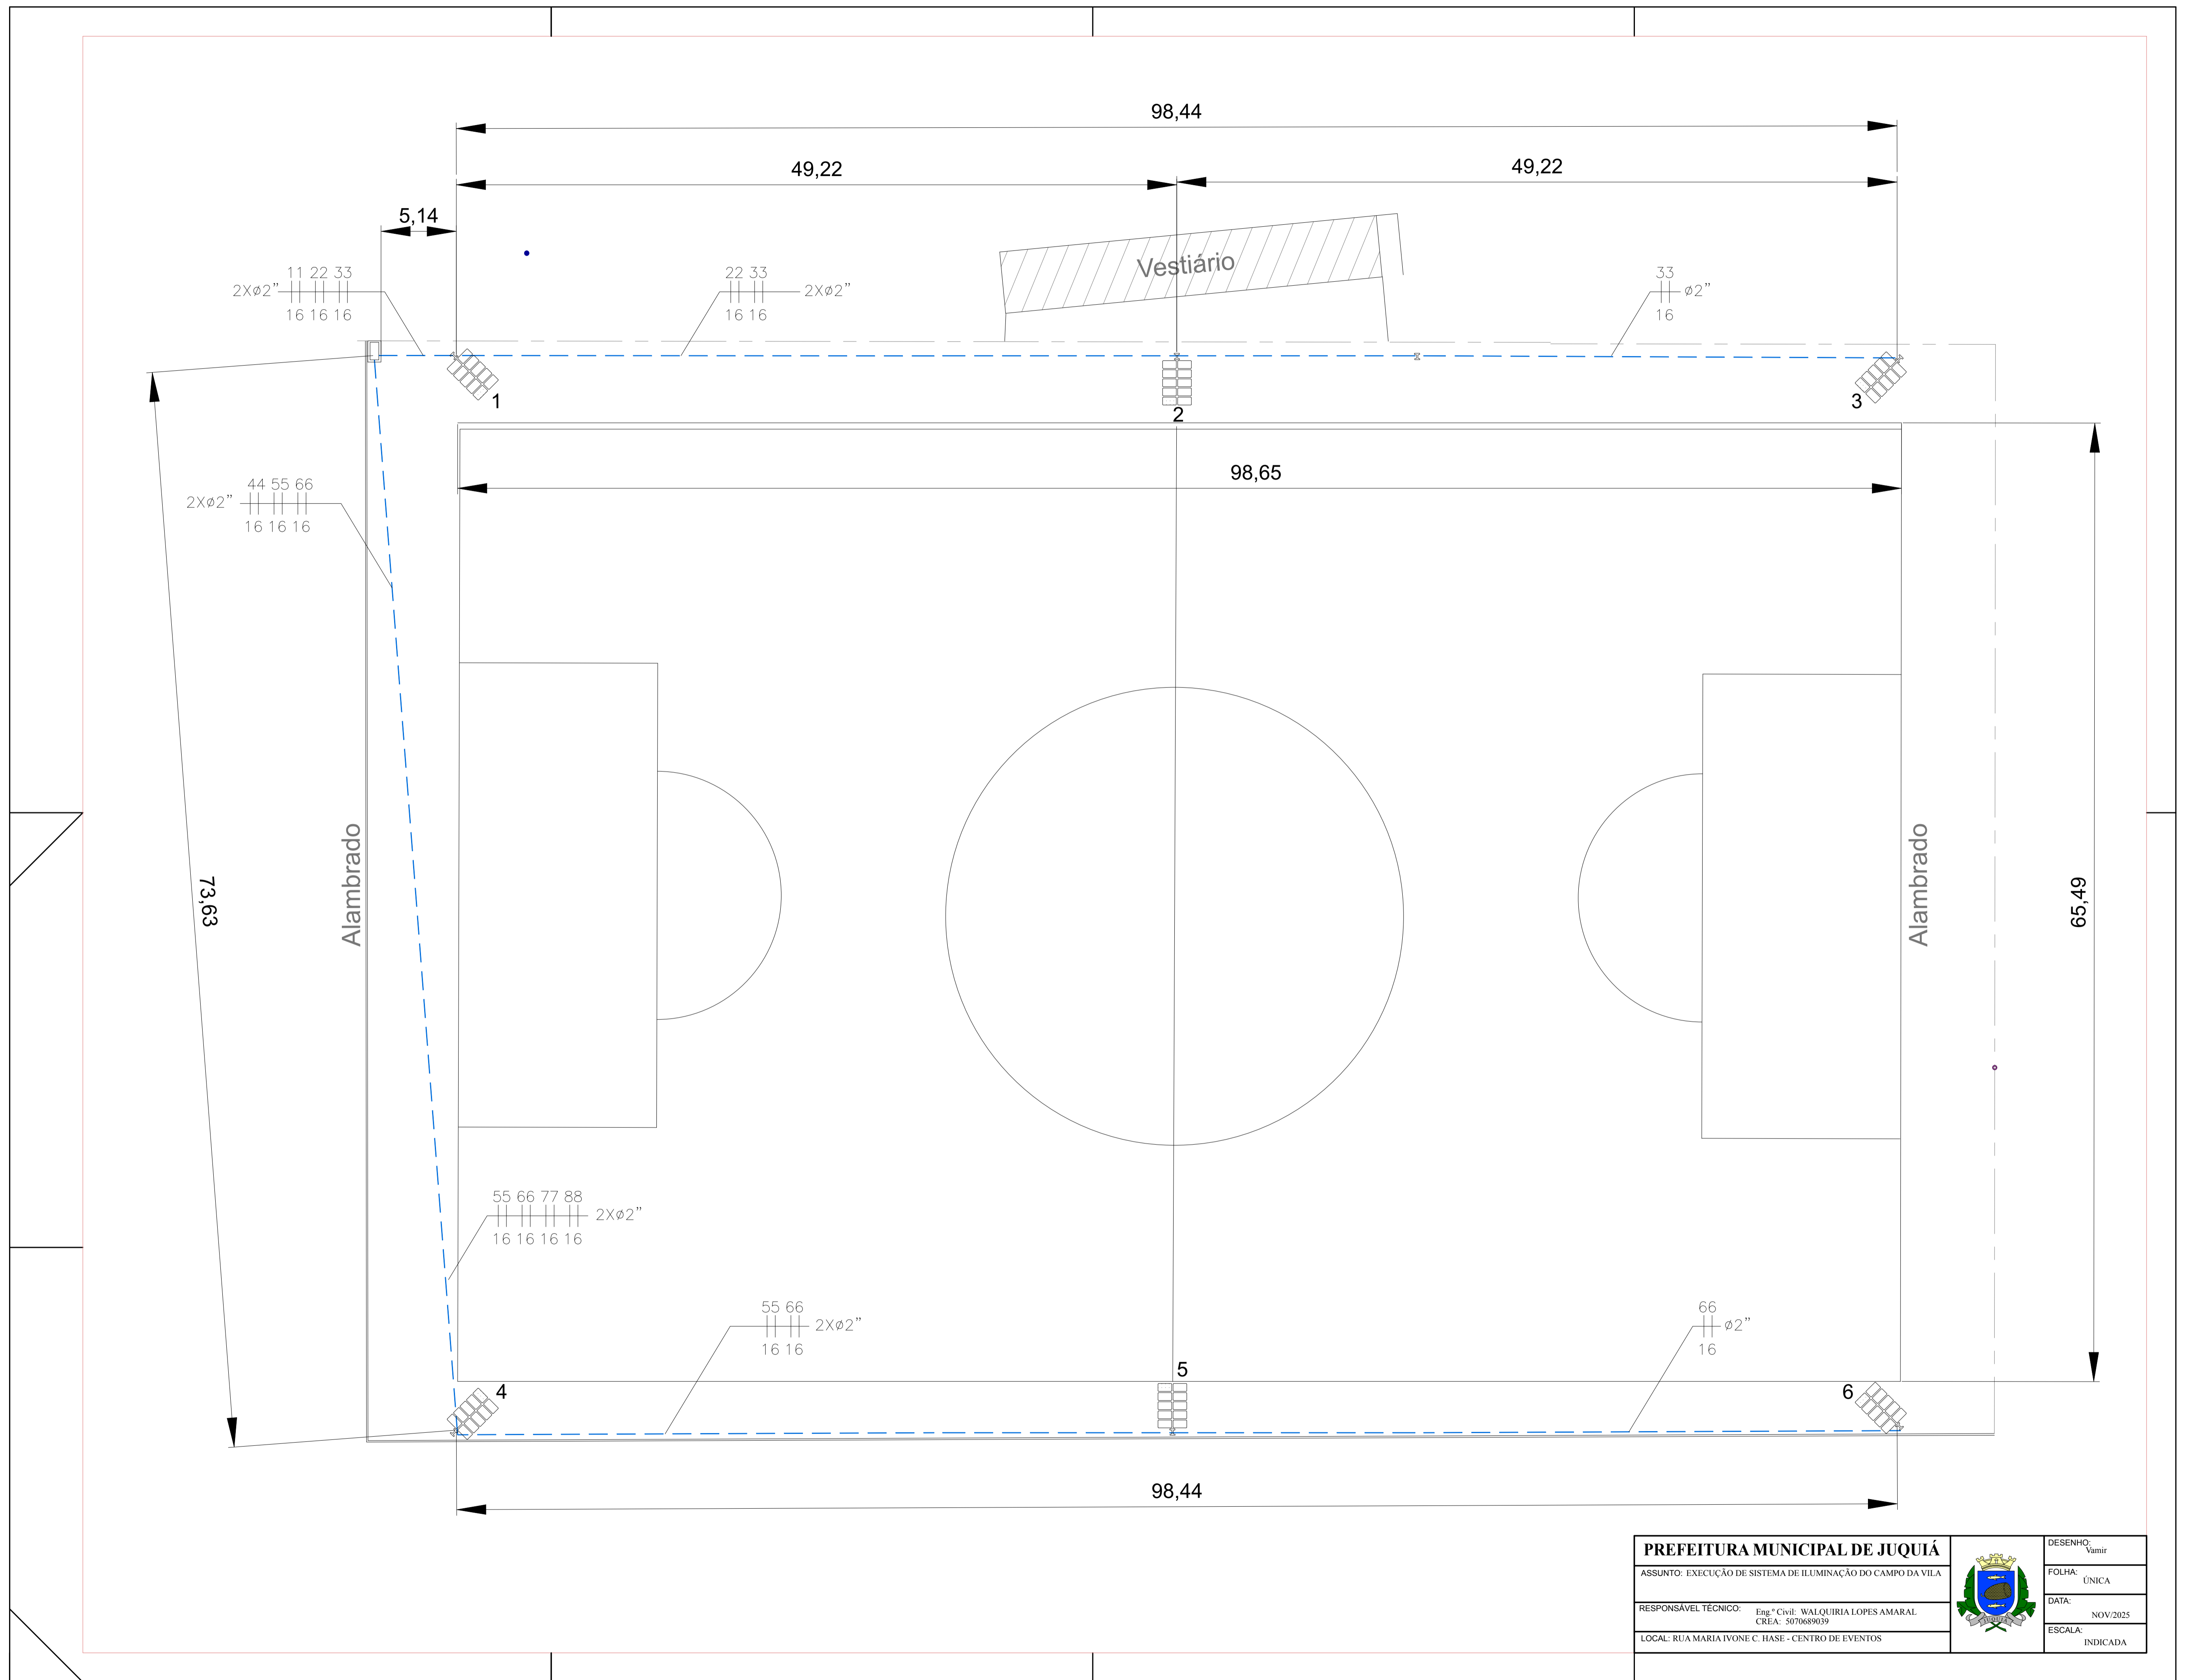 98,44
49,22
49,22
5,14
Vestiário
11 22 33
2XØ2"
16 16 16
22 33
2XØ2"
16 16
33
Ø2"
16
1
2
3
98,65
44 55 66
2XØ2"
16 16 16
73,63
Alambrado
Alambrado
65,49
55 66 77 88
2XØ2"
16 16 16 16
55 66
2XØ2"
16 16
66
Ø2"
16
4
5
6
98,44
PREFEITURA MUNICIPAL DE JUQUIÁ
ASSUNTO: EXECUÇÃO DE SISTEMA DE ILUMINAÇÃO DO CAMPO DA VILA
RESPONSÁVEL TÉCNICO: Eng.º Civil: WALQUIRIA LOPES AMARAL
CREA: 5070689039
LOCAL: RUA MARIA IVONE C. HASE - CENTRO DE EVENTOS
JUQUIÁ
DESENHO:
Vamir
FOLHA:
ÚNICA
DATA:
NOV/2025
ESCALA:
INDICADA